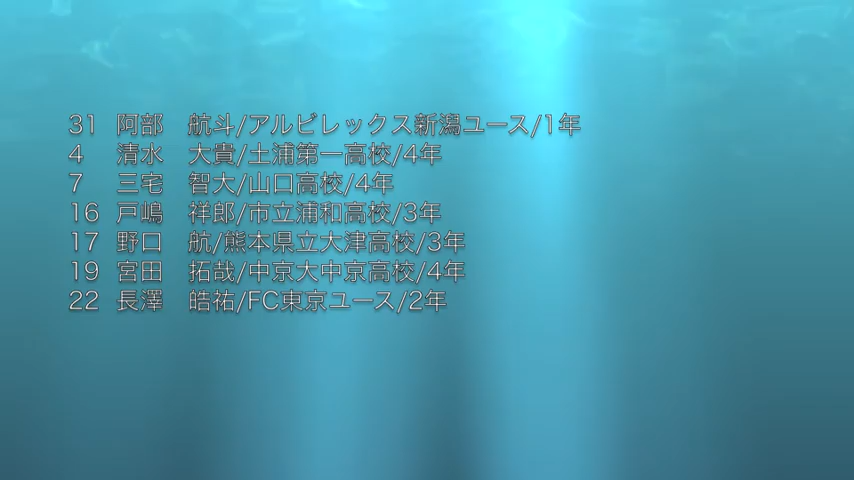 31 阿部 航斗/アルビレックス新潟ユース/1年
4 清水 大貴/土浦第一高校/4年
7 三宅 智大/山口高校/4年
16 戸嶋 祥郎/市立浦和高校/3年
17 野口 航/熊本県立大津高校/3年
19 宮田 拓哉/中京大中京高校/4年
22 長澤 皓祐/FC東京ユース/2年